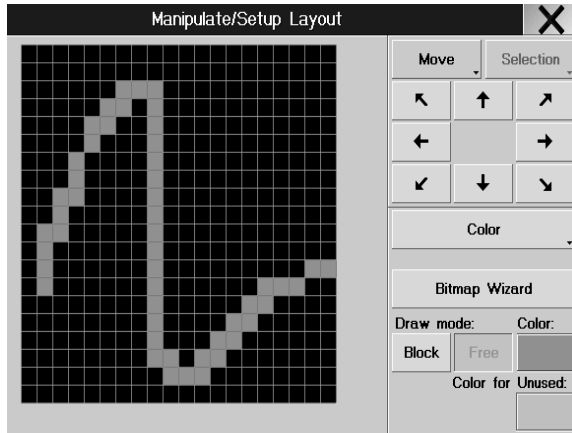 Manipulate/Setup Layout
Move
Selection
Color
Bitmap Wizard
Draw mode: Color:
Block Free
Color for Unused: